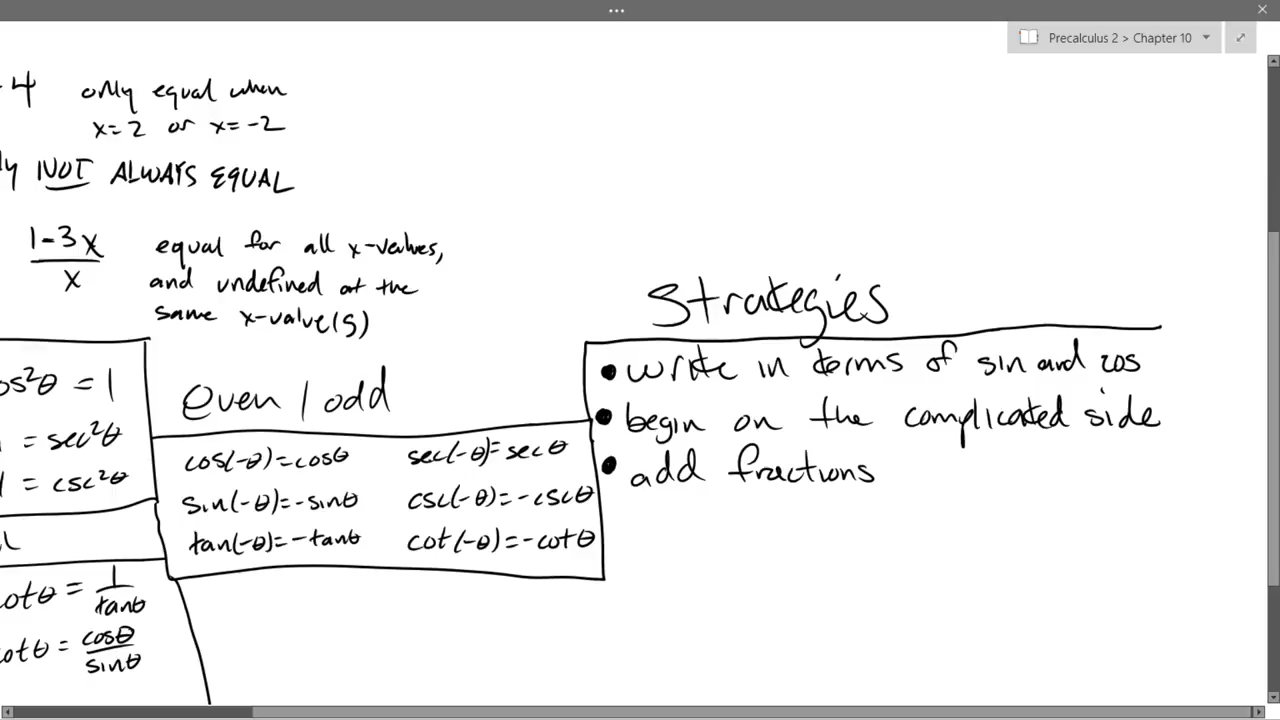 Precalculus 2 > Chapter 10
-4 only equal when
x=2 or x=-2
NOT ALWAYS EQUAL
1-3x
x
equal for all x-values,
and undefined at the
same x-value(s)
Strategies
• write in terms of sin and cos
• begin on the complicated side
• add fractions
os²θ = 1
= sec²θ
= csc²θ
even / odd
cos(-θ)=cosθ sec(-θ)=secθ
sin(-θ)=-sinθ csc(-θ)=-cscθ
tan(-θ)=-tanθ cot(-θ)=-cotθ
otθ = 1/tanθ
otθ = cosθ/sinθ